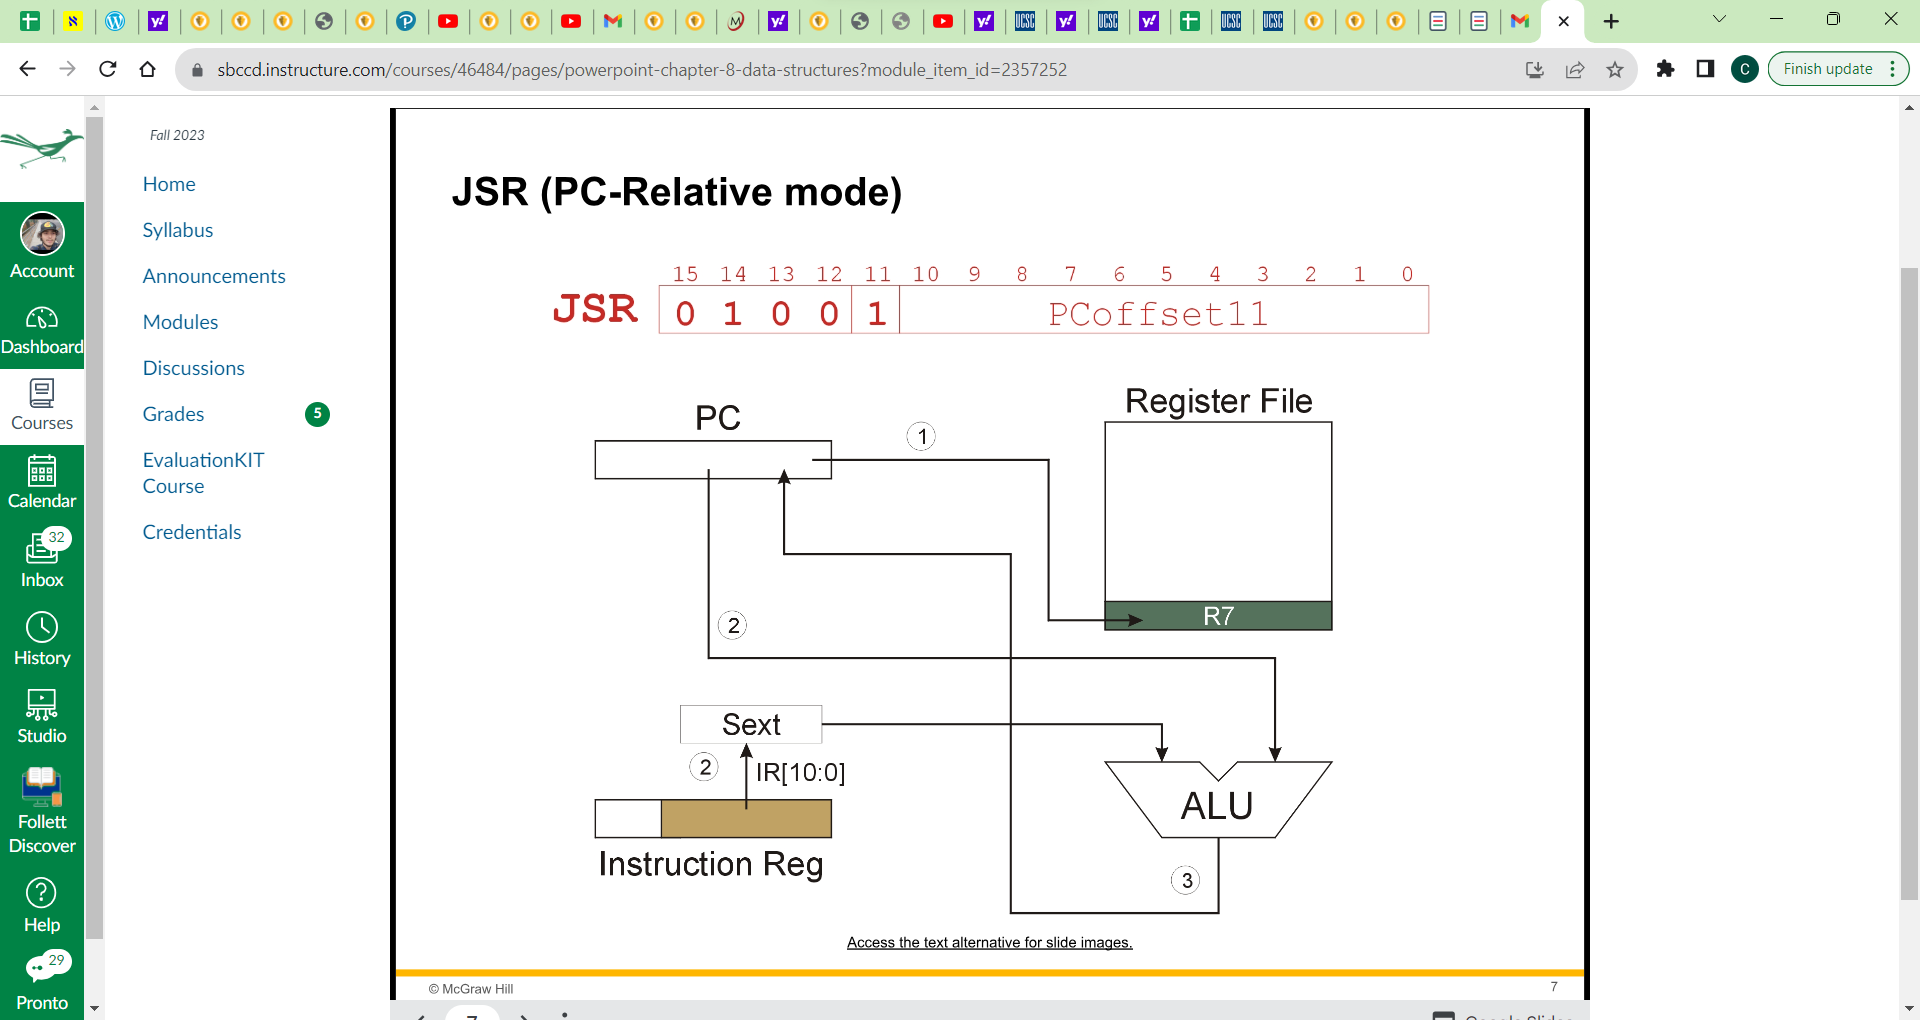 sbccd.instructure.com/courses/46484/pages/powerpoint-chapter-8-data-structures?module_item_id=2357252
C
Finish update
Fall 2023
Home
Syllabus
Announcements
Modules
Discussions
Grades
5
EvaluationKIT
Course
Credentials
Account
Dashboard
Courses
Calendar
32
Inbox
History
Studio
Follett
Discover
Help
29
Pronto
JSR (PC-Relative mode)
15 14 13 12 11 10 9 8 7 6 5 4 3 2 1 0
JSR 0 1 0 0 1 PCoffset11
PC
1
Register File
R7
2
Sext
2
IR[10:0]
Instruction Reg
ALU
3
Access the text alternative for slide images.
© McGraw Hill
7